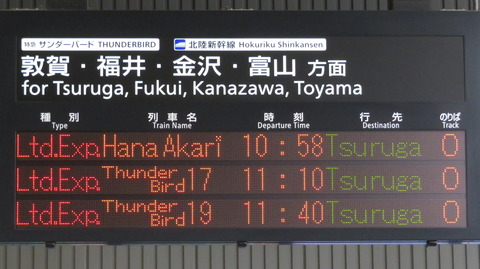 特急 サンダーバード THUNDERBIRD 北陸新幹線 Hokuriku Shinkansen
敦賀・福井・金沢・富山 方面
for Tsuruga, Fukui, Kanazawa, Toyama
種別 列車名 時刻 行先 のりば
Type Train Name Departure Time Destination Track
Ltd.Exp. Hana Akari 10:58 Tsuruga 0
Ltd.Exp. Thunder Bird 17 11:10 Tsuruga 0
Ltd.Exp. Thunder Bird 19 11:40 Tsuruga 0